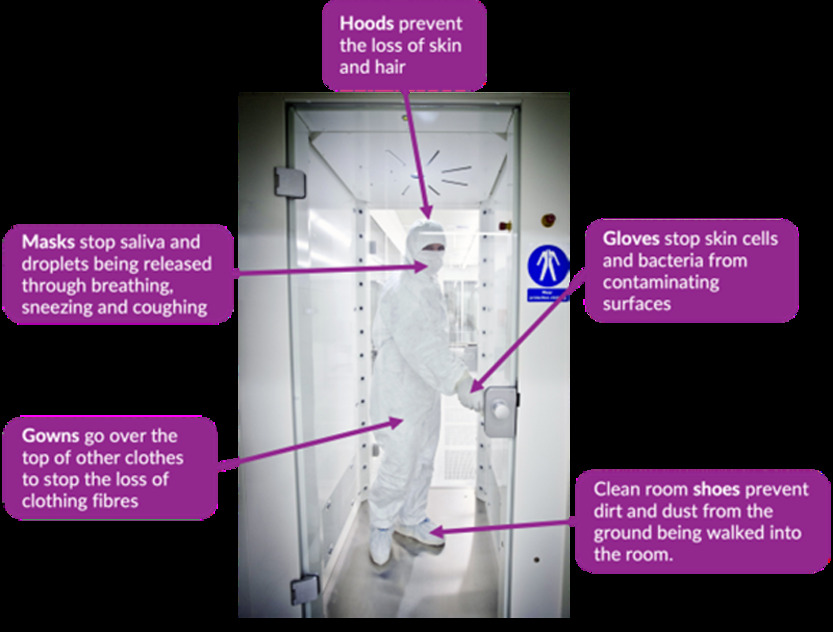 Hoods prevent
the loss of skin
and hair
Masks stop saliva and
droplets being released
through breathing,
sneezing and coughing
Gloves stop skin cells
and bacteria from
contaminating
surfaces
Gowns go over the
top of other clothes
to stop the loss of
clothing fibres
Clean room shoes prevent
dirt and dust from the
ground being walked into
the room.